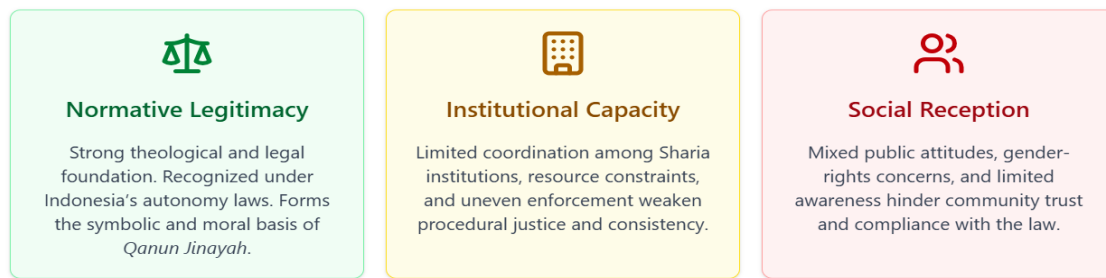 Normative Legitimacy
Strong theological and legal
foundation. Recognized under
Indonesia’s autonomy laws. Forms
the symbolic and moral basis of
Qanun Jinayah.
Institutional Capacity
Limited coordination among Sharia
institutions, resource constraints,
and uneven enforcement weaken
procedural justice and consistency.
Social Reception
Mixed public attitudes, gender-
rights concerns, and limited
awareness hinder community trust
and compliance with the law.